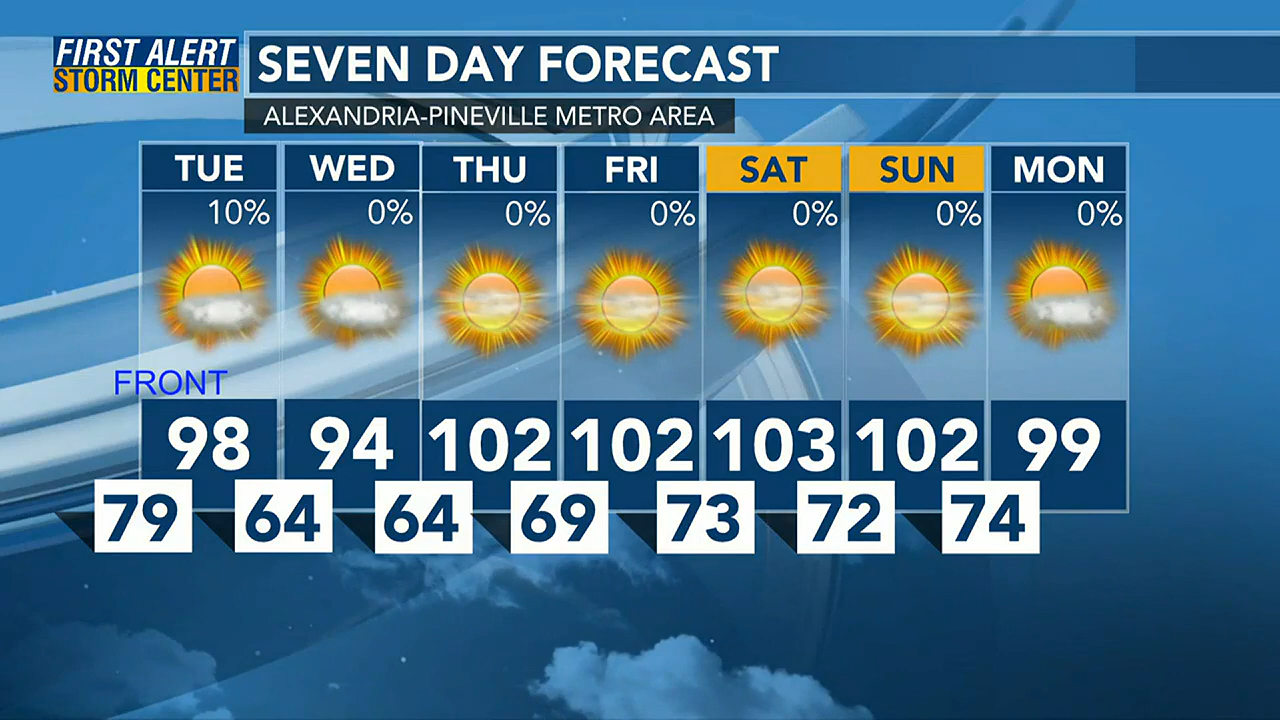 FIRST ALERT
STORM CENTER
SEVEN DAY FORECAST
ALEXANDRIA-PINEVILLE METRO AREA
TUE WED THU FRI SAT SUN MON
10% 0% 0% 0% 0% 0% 0%
FRONT
98 94 102 102 103 102 99
79 64 64 69 73 72 74